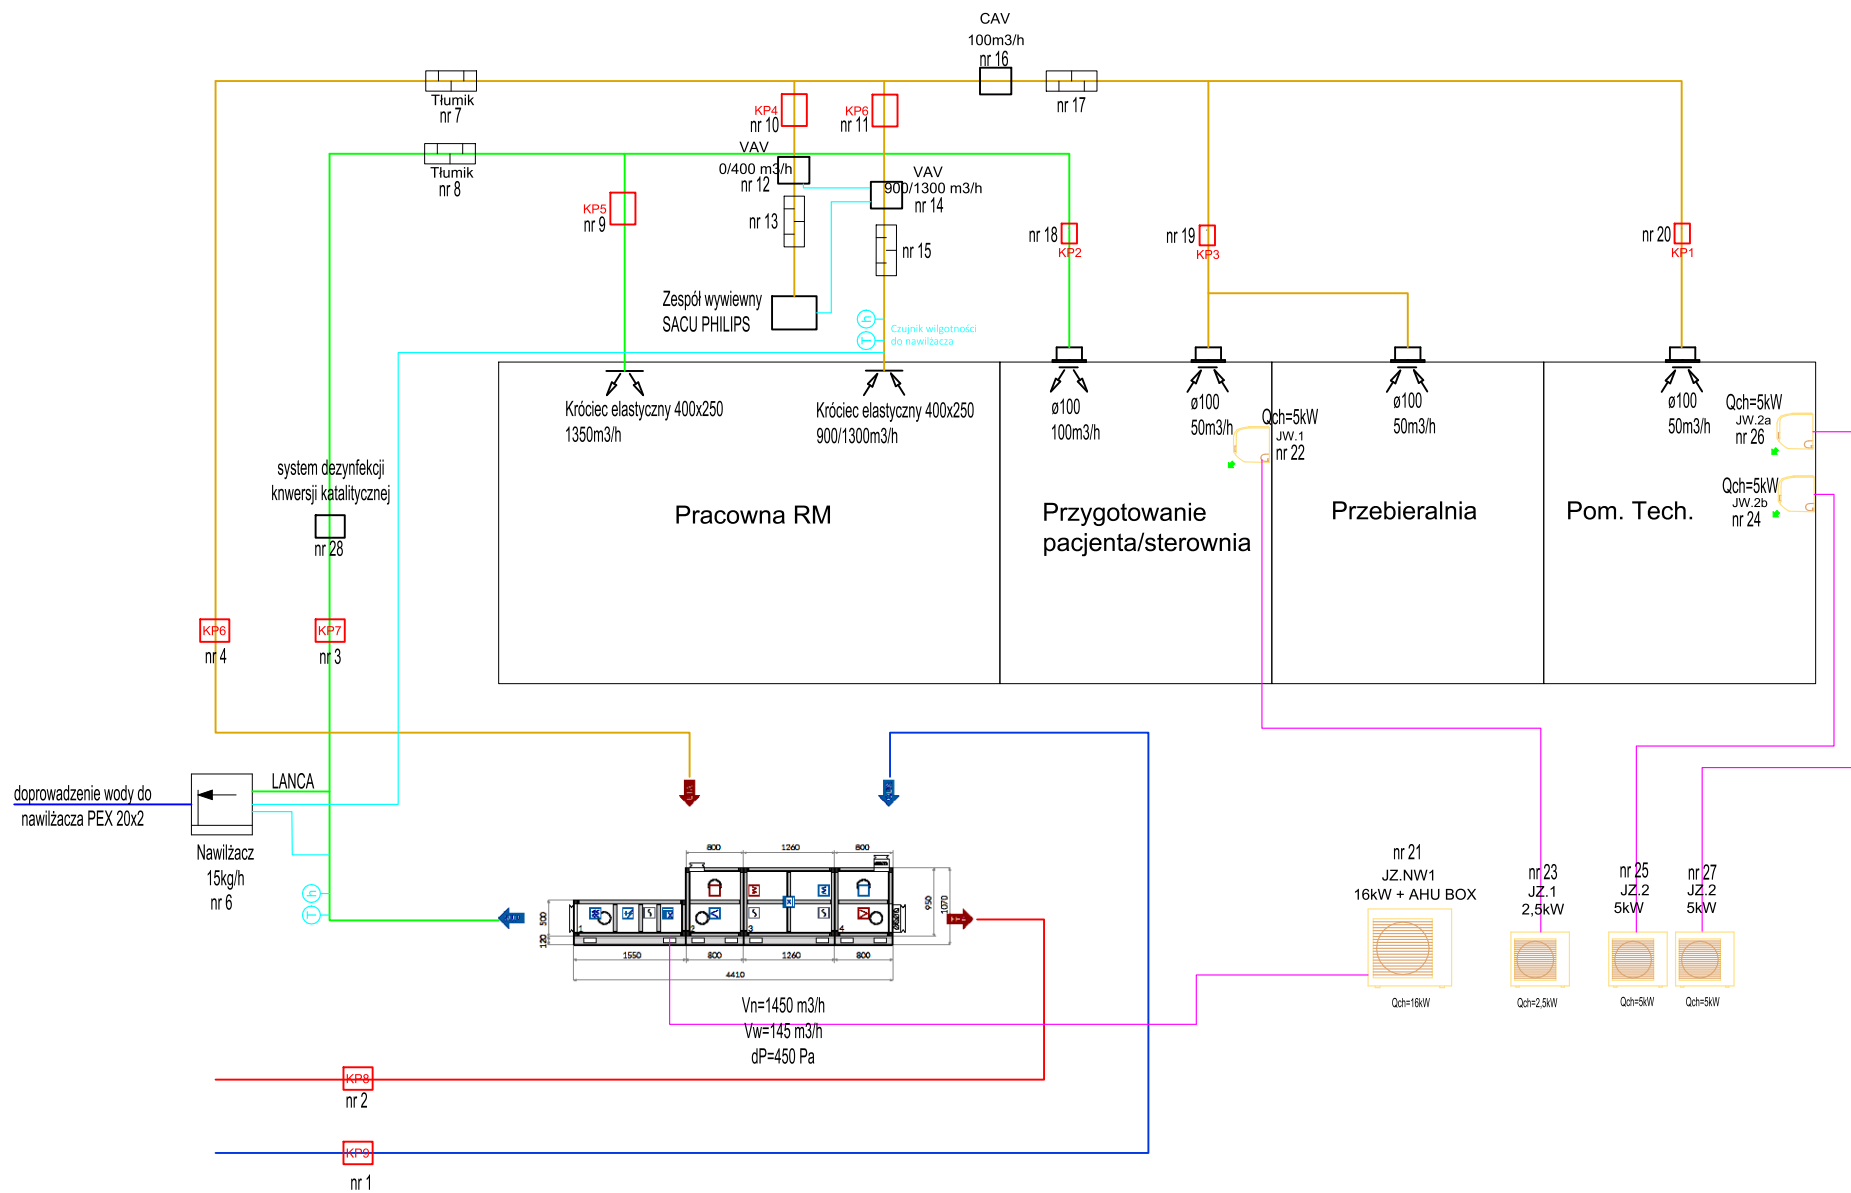 CAV
100m3/h
nr 16
Tłumik
nr 7
nr 17
KP4
nr 10
KP6
nr 11
Tłumik
nr 8
VAV
0/400 m3/h
nr 12
VAV
900/1300 m3/h
nr 14
KP5
nr 9
nr 13
nr 15
nr 18
KP2
nr 19
KP3
nr 20
KP1
Zespół wywiewny
SACU PHILIPS
h
T
Czujnik wilgotności
do nawilżacza
Króciec elastyczny 400x250
1350m3/h
Króciec elastyczny 400x250
900/1300m3/h
ø100
100m3/h
ø100
50m3/h
Qch=5kW
JW.1
nr 22
ø100
50m3/h
ø100
50m3/h
Qch=5kW
JW.2a
nr 26
Qch=5kW
JW.2b
nr 24
system dezynfekcji
knwersji katalitycznej
nr 28
Pracowna RM
Przygotowanie
pacjenta/sterownia
Przebieralnia
Pom. Tech.
KP6
nr 4
KP7
nr 3
doprowadzenie wody do
nawilżacza PEX 20x2
LANCA
Nawilżacz
15kg/h
nr 6
h
T
800
1260
800
950
1070
500
120
1
2
3
4
1550
800
1260
800
4410
Vn=1450 m3/h
Vw=145 m3/h
dP=450 Pa
nr 21
JZ.NW1
16kW + AHU BOX
Qch=16kW
nr 23
JZ.1
2,5kW
Qch=2,5kW
nr 25
JZ.2
5kW
Qch=5kW
nr 27
JZ.2
5kW
Qch=5kW
KP8
nr 2
KP9
nr 1